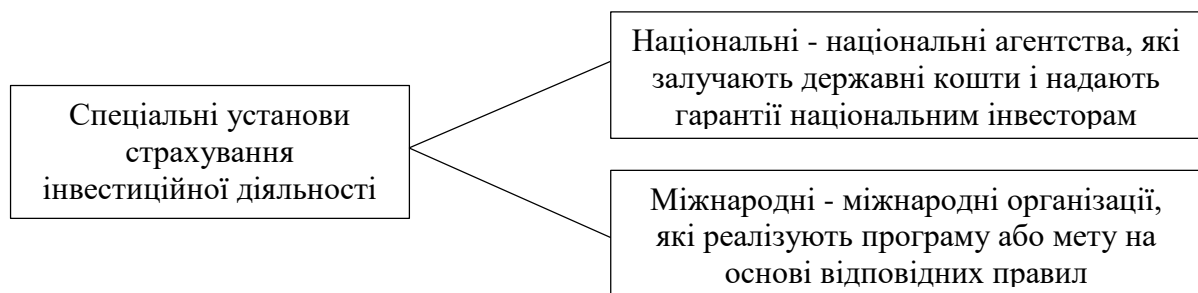 Спеціальні установи
страхування
інвестиційної діяльності
Національні - національні агентства, які
залучають державні кошти і надають
гарантії національним інвесторам
Міжнародні - міжнародні організації,
які реалізують програму або мету на
основі відповідних правил